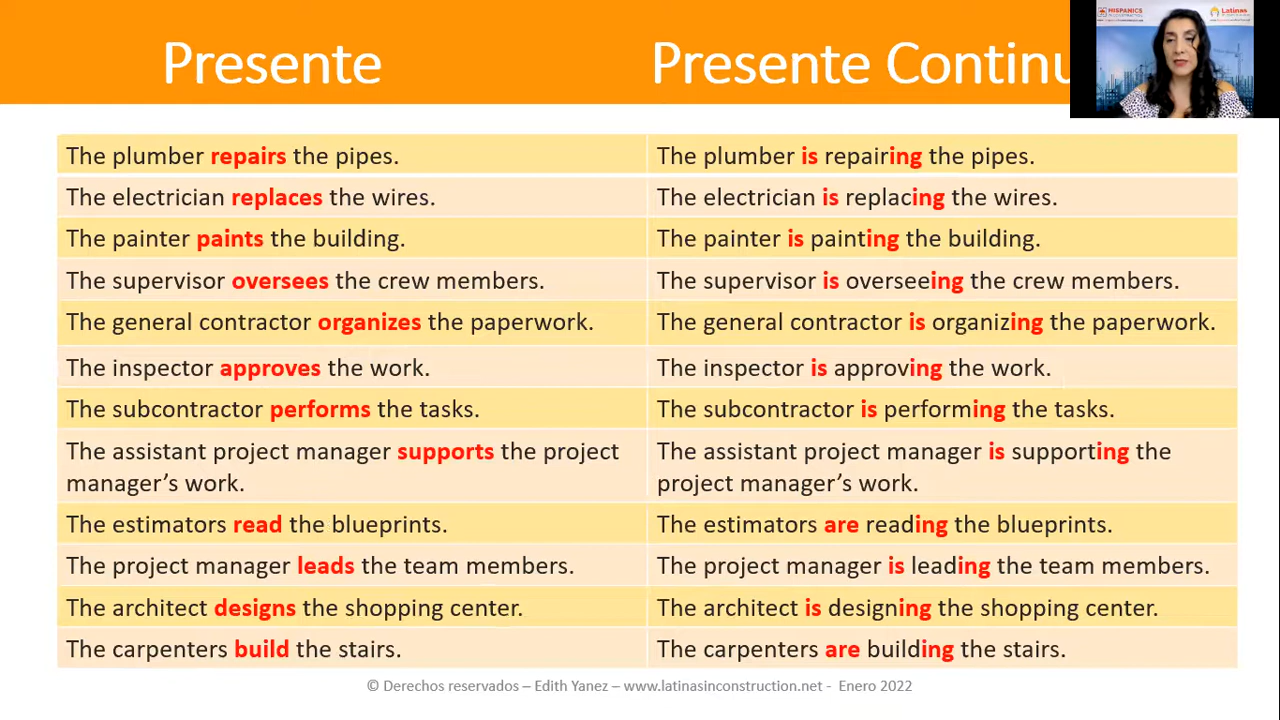 Presente
Presente Continu
HISPANICS
Latinas
The plumber repairs the pipes.
The plumber is repairing the pipes.
The electrician replaces the wires.
The electrician is replacing the wires.
The painter paints the building.
The painter is painting the building.
The supervisor oversees the crew members.
The supervisor is overseeing the crew members.
The general contractor organizes the paperwork.
The general contractor is organizing the paperwork.
The inspector approves the work.
The inspector is approving the work.
The subcontractor performs the tasks.
The subcontractor is performing the tasks.
The assistant project manager supports the project
manager’s work.
The assistant project manager is supporting the
project manager’s work.
The estimators read the blueprints.
The estimators are reading the blueprints.
The project manager leads the team members.
The project manager is leading the team members.
The architect designs the shopping center.
The architect is designing the shopping center.
The carpenters build the stairs.
The carpenters are building the stairs.
© Derechos reservados – Edith Yanez – www.latinasinconstruction.net - Enero 2022